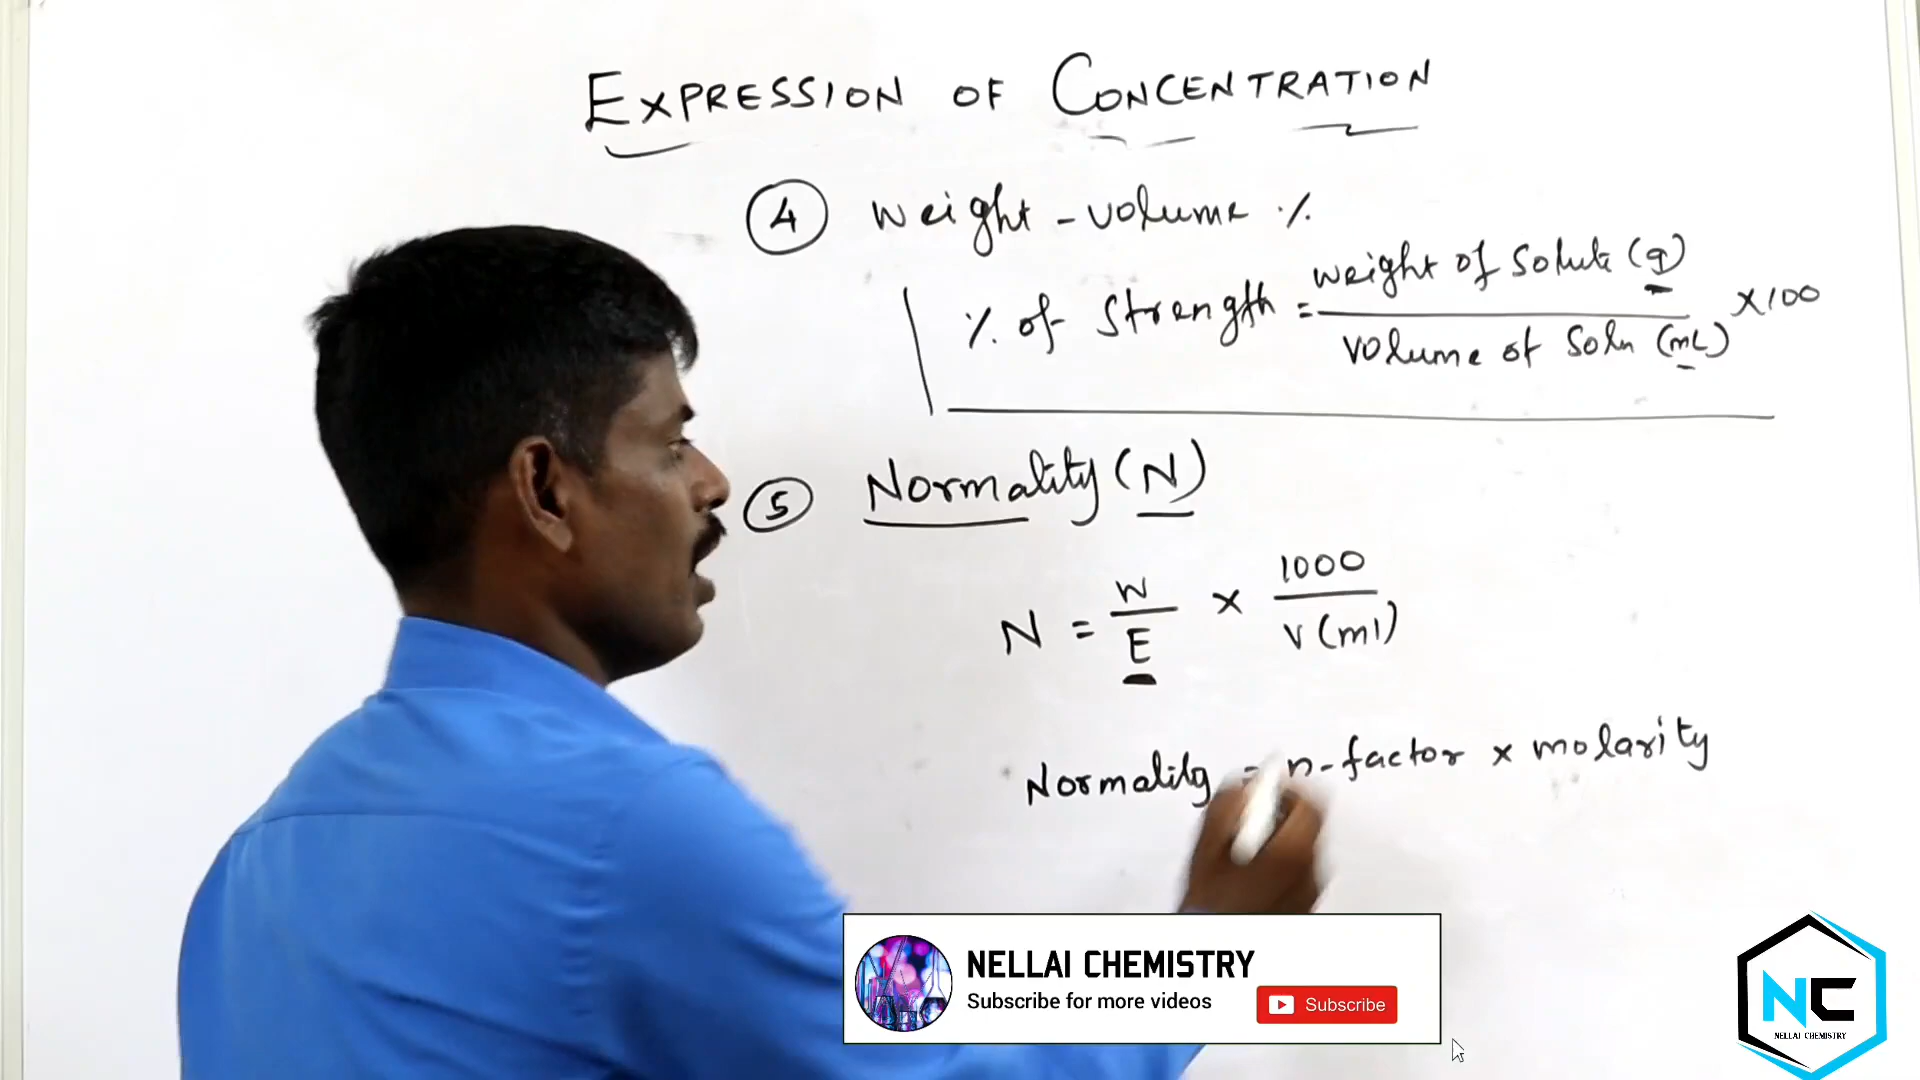 EXPRESSION OF CONCENTRATION
4 Weight-volume %
% of Strength = weight of Solute (g) / volume of Soln (mL) x100
5 Normality (N)
N = W / E x 1000 / V (ml)
Normality = n-factor x molarity
NELLAI CHEMISTRY
Subscribe for more videos
Subscribe
NC
NELLAI CHEMISTRY